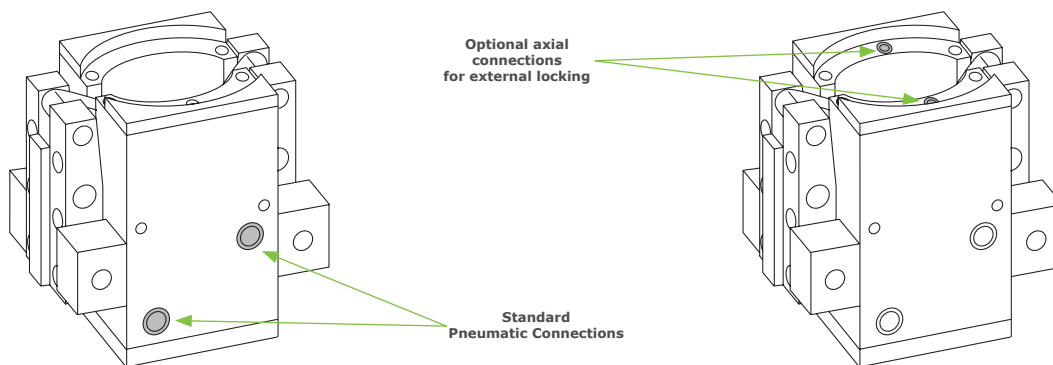 Optional axial
connections
for external locking
Standard
Pneumatic Connections